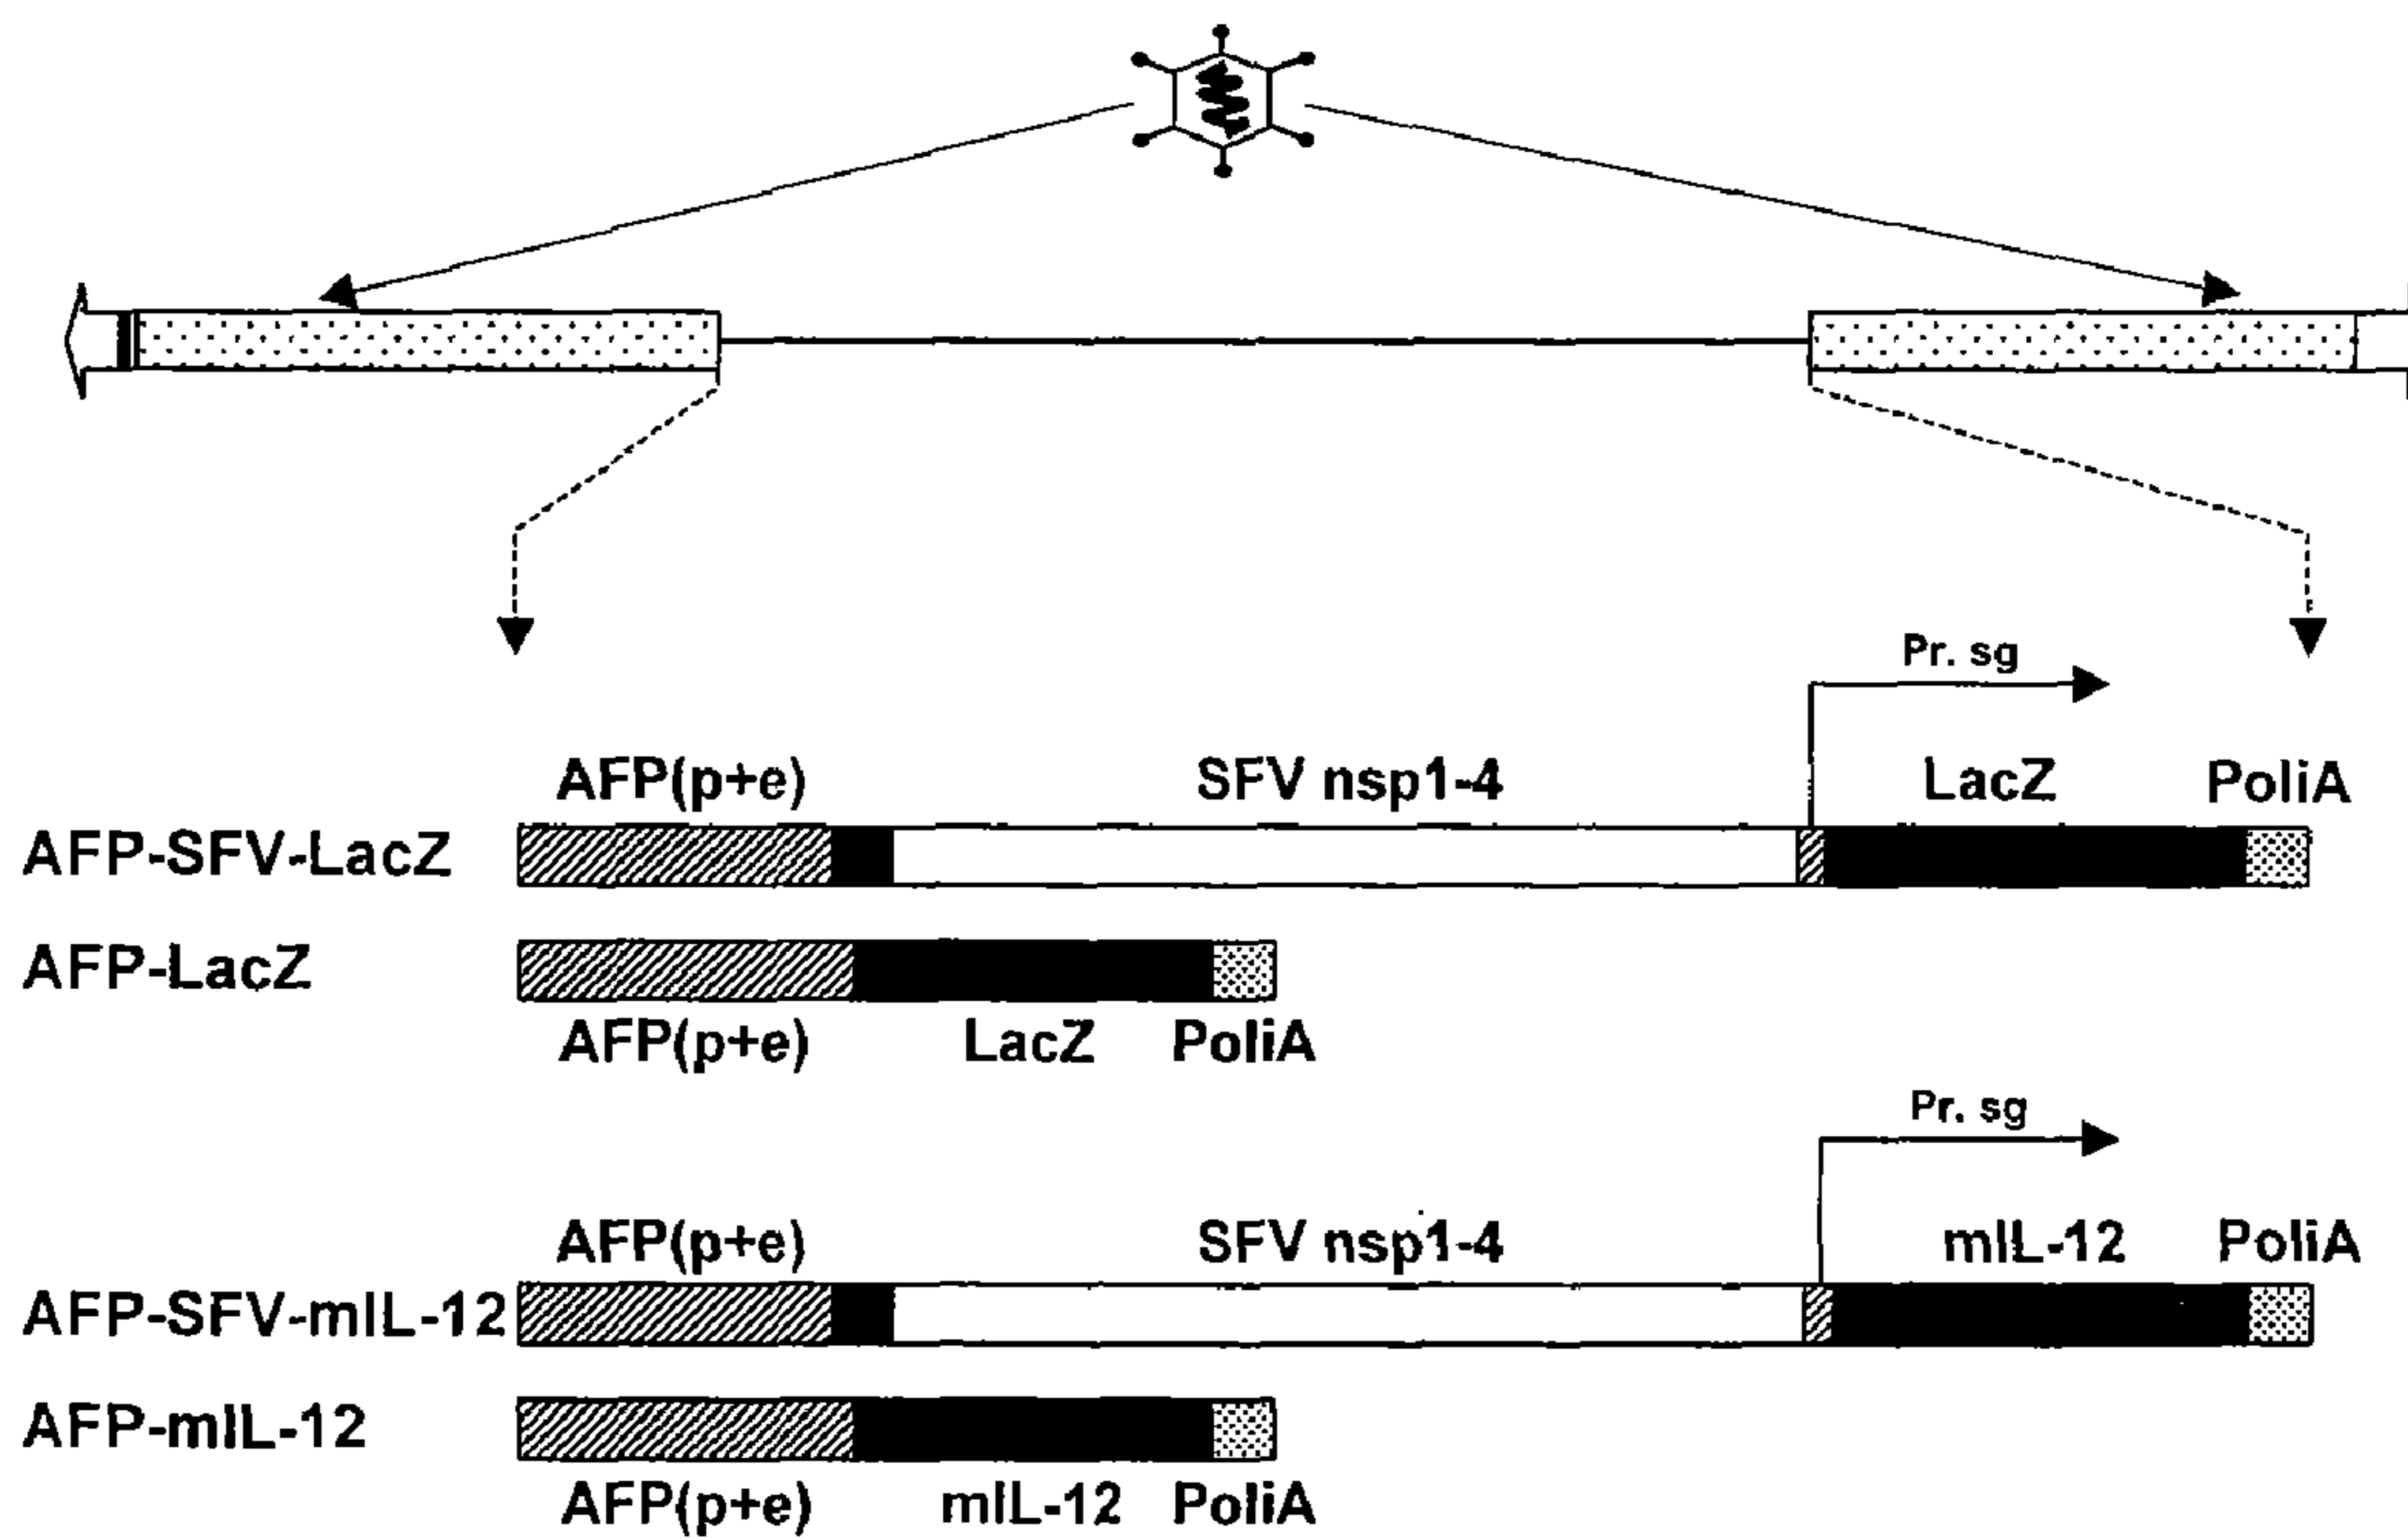 Pr. sg
AFP(p+e) SFV nsp1-4 LacZ PoliA
AFP-SFV-LacZ
AFP-LacZ
AFP(p+e) LacZ PoliA
Pr. sg
AFP(p+e) SFV nsp1-4 mIL-12 PoliA
AFP-SFV-mIL-12
AFP-mIL-12
AFP(p+e) mIL-12 PoliA